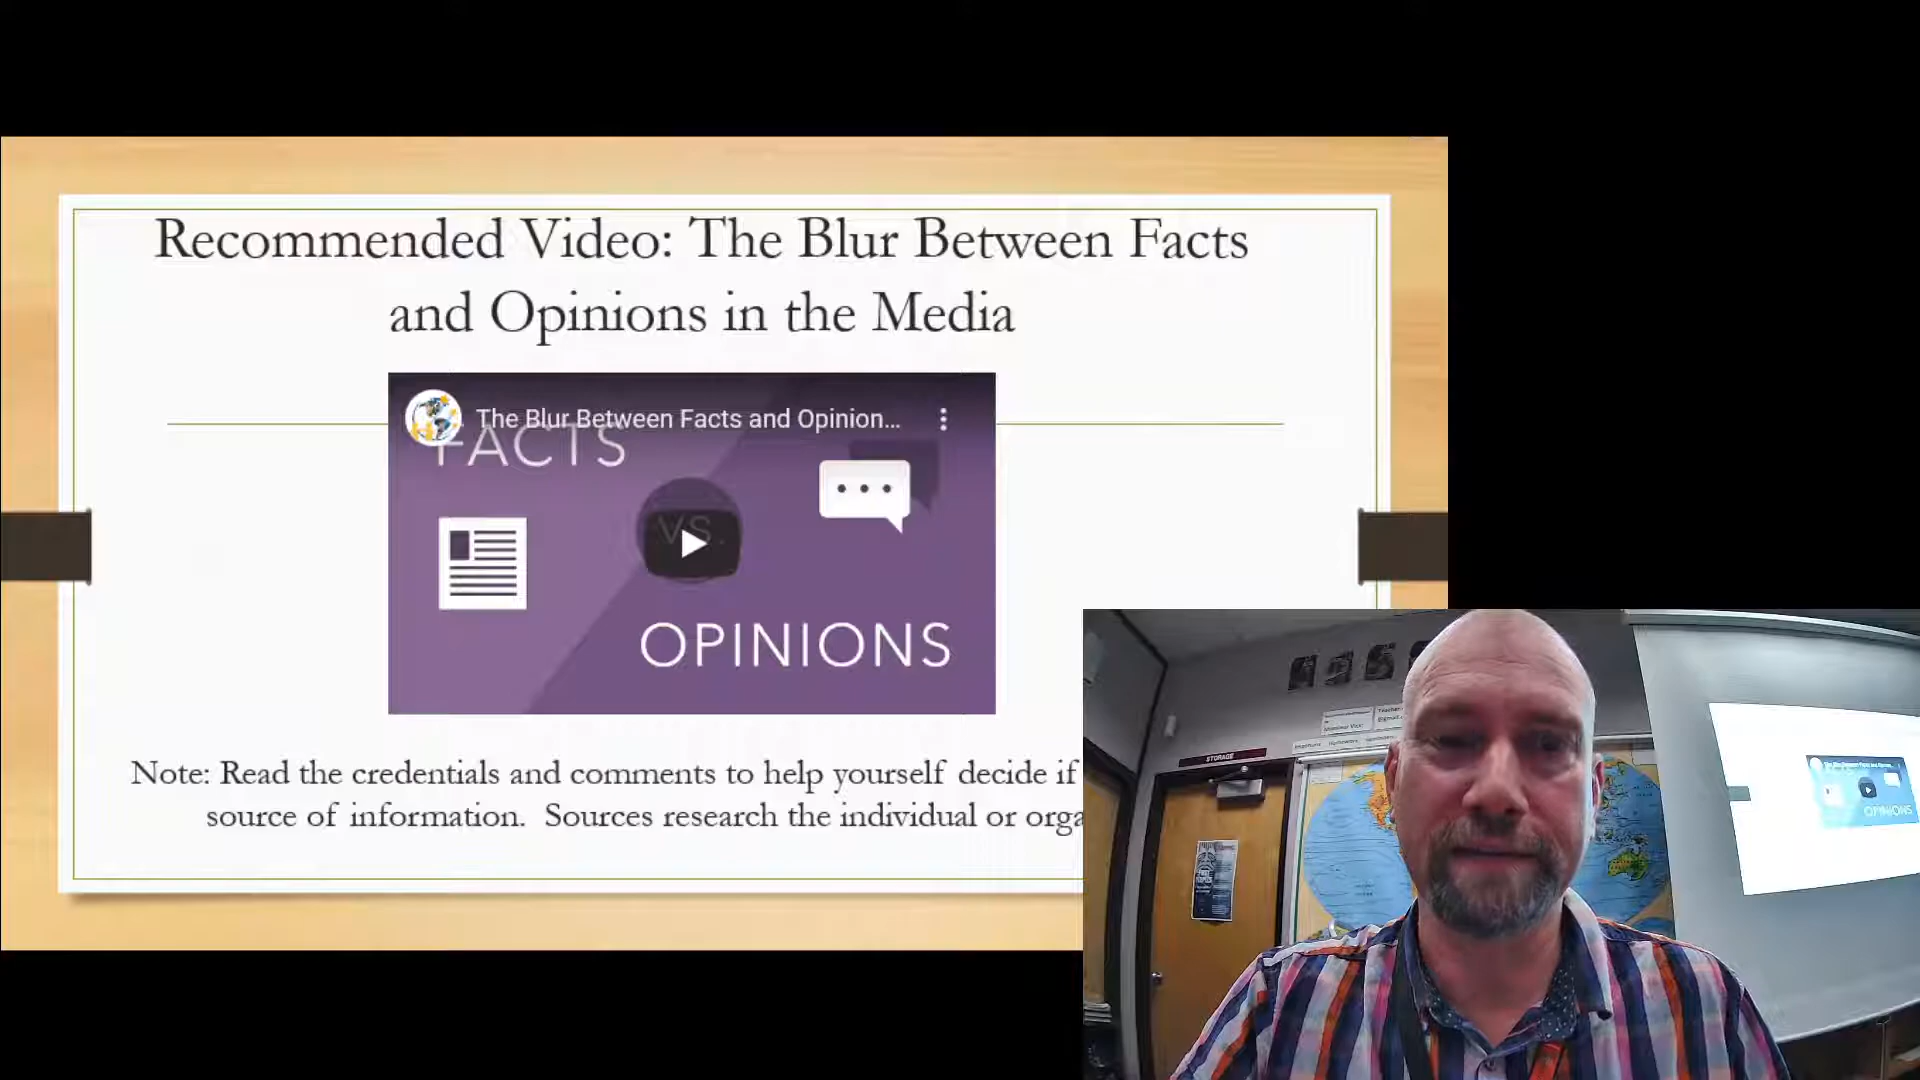 Recommended Video: The Blur Between Facts
and Opinions in the Media
The Blur Between Facts and Opinion...
FACTS
VS.
OPINIONS
Note: Read the credentials and comments to help yourself decide if
source of information. Sources research the individual or orga
STORAGE
OPINIONS